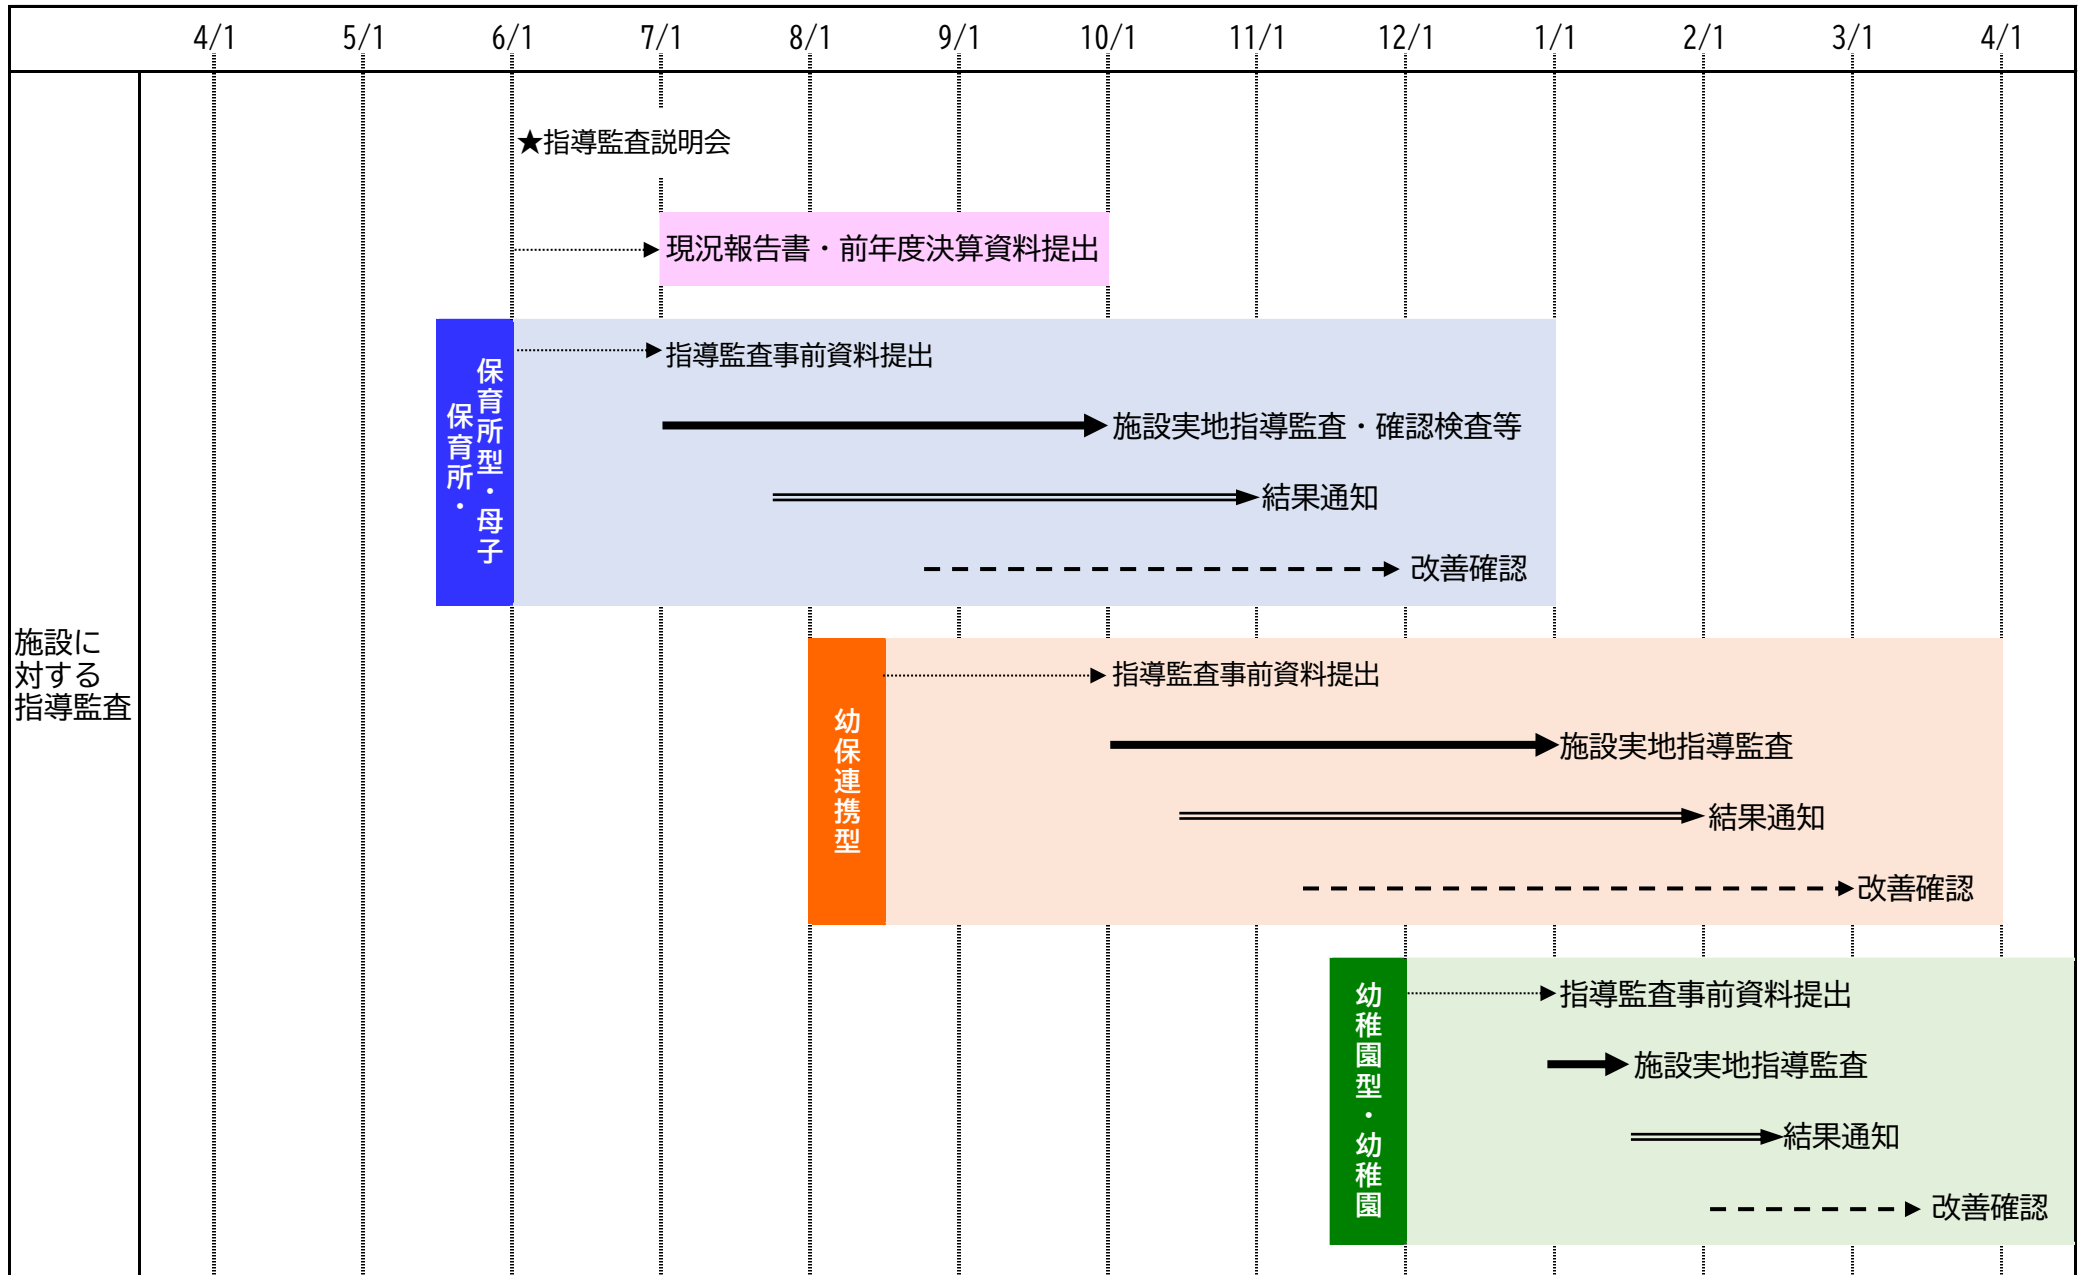 4/1 5/1 6/1 7/1 8/1 9/1 10/1 11/1 12/1 1/1 2/1 3/1 4/1
施設に
対する
指導監査
★指導監査説明会
現況報告書・前年度決算資料提出
保育所・
保育所型・母子
指導監査事前資料提出
施設実地指導監査・確認検査等
結果通知
改善確認
幼保連携型
指導監査事前資料提出
施設実地指導監査
結果通知
改善確認
幼稚園型・幼稚園
指導監査事前資料提出
施設実地指導監査
結果通知
改善確認